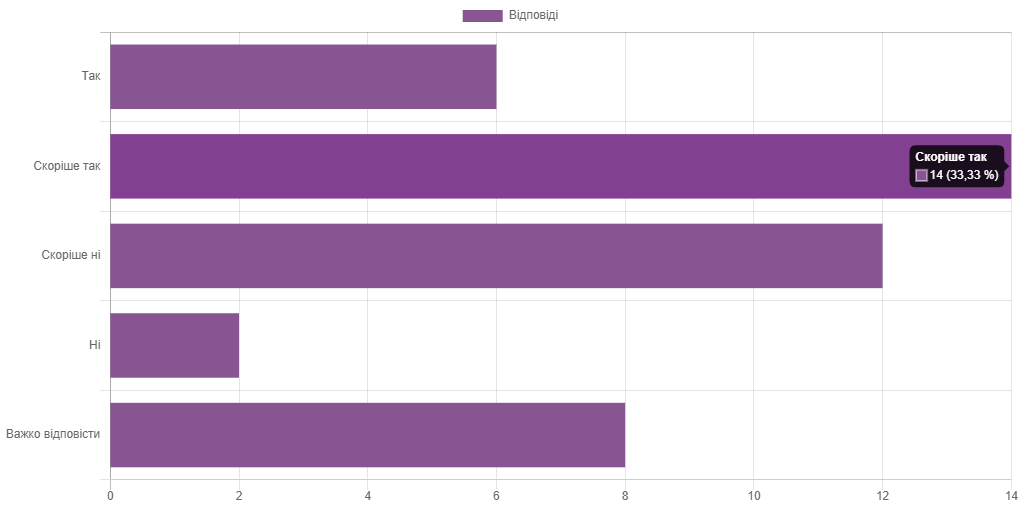 Відповіді
Так
Скоріше так
Скоріше так
14 (33,33 %)
Скоріше ні
Ні
Важко відповісти
0 2 4 6 8 10 12 14